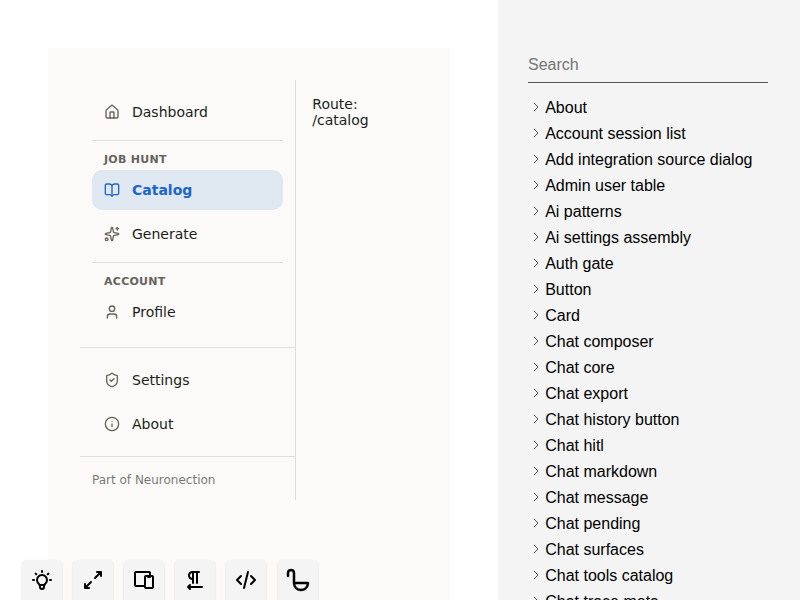 Dashboard
JOB HUNT
Catalog
Generate
ACCOUNT
Profile
Settings
About
Part of Neuronection
Route:
/catalog
Search
About
Account session list
Add integration source dialog
Admin user table
Ai patterns
Ai settings assembly
Auth gate
Button
Card
Chat composer
Chat core
Chat export
Chat history button
Chat hitl
Chat markdown
Chat message
Chat pending
Chat surfaces
Chat tools catalog